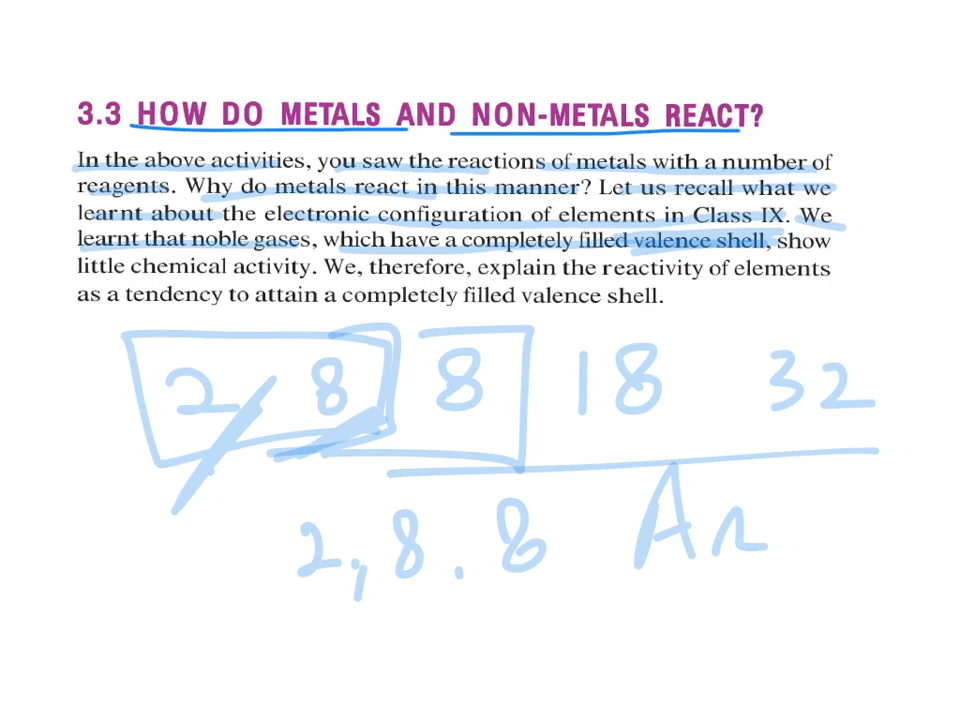 3.3 HOW DO METALS AND NON-METALS REACT?
In the above activities, you saw the reactions of metals with a number of
reagents. Why do metals react in this manner? Let us recall what we
learnt about the electronic configuration of elements in Class IX. We
learnt that noble gases, which have a completely filled valence shell, show
little chemical activity. We, therefore, explain the reactivity of elements
as a tendency to attain a completely filled valence shell.
2 8 8 18 32
2, 8. 8 Ar